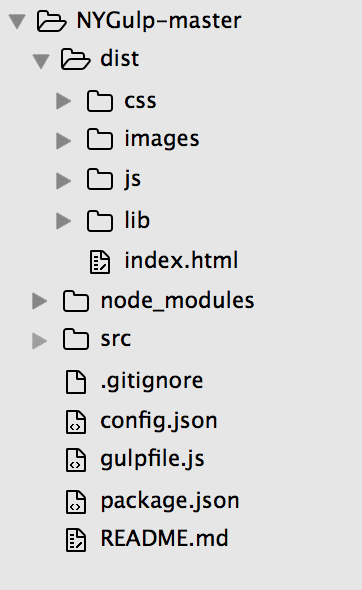 NYGulp-master
dist
css
images
js
lib
index.html
node_modules
src
.gitignore
config.json
gulpfile.js
package.json
README.md